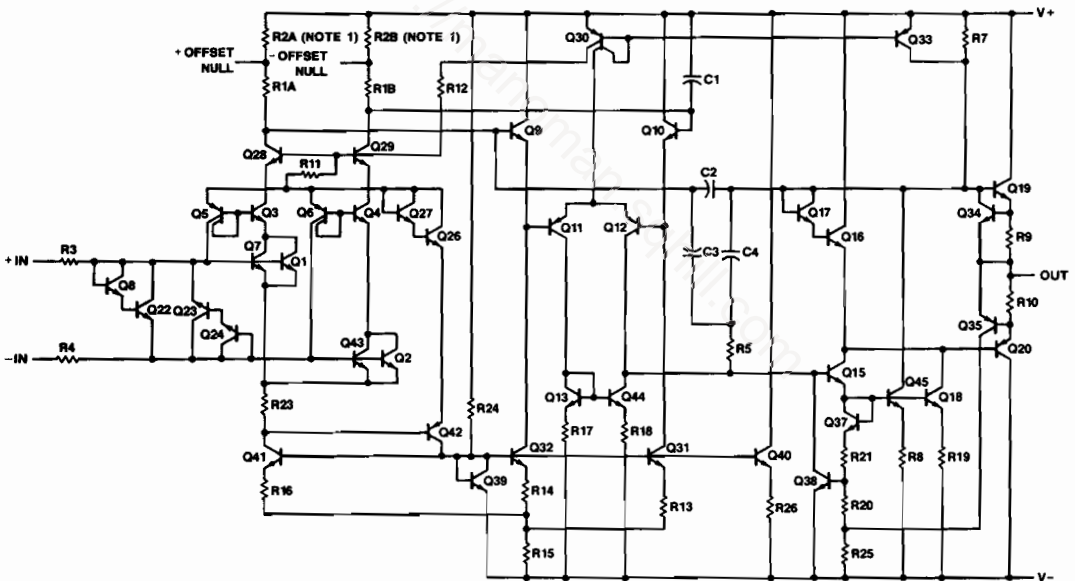 V+
R2A (NOTE 1)
R2B (NOTE 1)
Q30
Q33
R7
+ OFFSET
NULL
- OFFSET
NULL
R12
C1
R1A
R1B
Q9
Q10
Q28
Q29
R11
C2
Q19
Q5
Q3
Q6
Q4
Q27
Q17
Q34
Q26
Q11
Q12
Q16
R9
Q7
Q1
C3
C4
+IN
R3
OUT
Q8
Q22
Q23
R10
Q24
Q35
-IN
R4
Q43
Q2
R5
Q20
Q15
Q45
Q18
R23
R24
Q13
Q44
Q37
Q42
R17
R18
Q41
Q32
Q31
Q40
R21
R8
R19
R16
Q39
R14
Q38
R13
R26
R20
R15
R25
V-